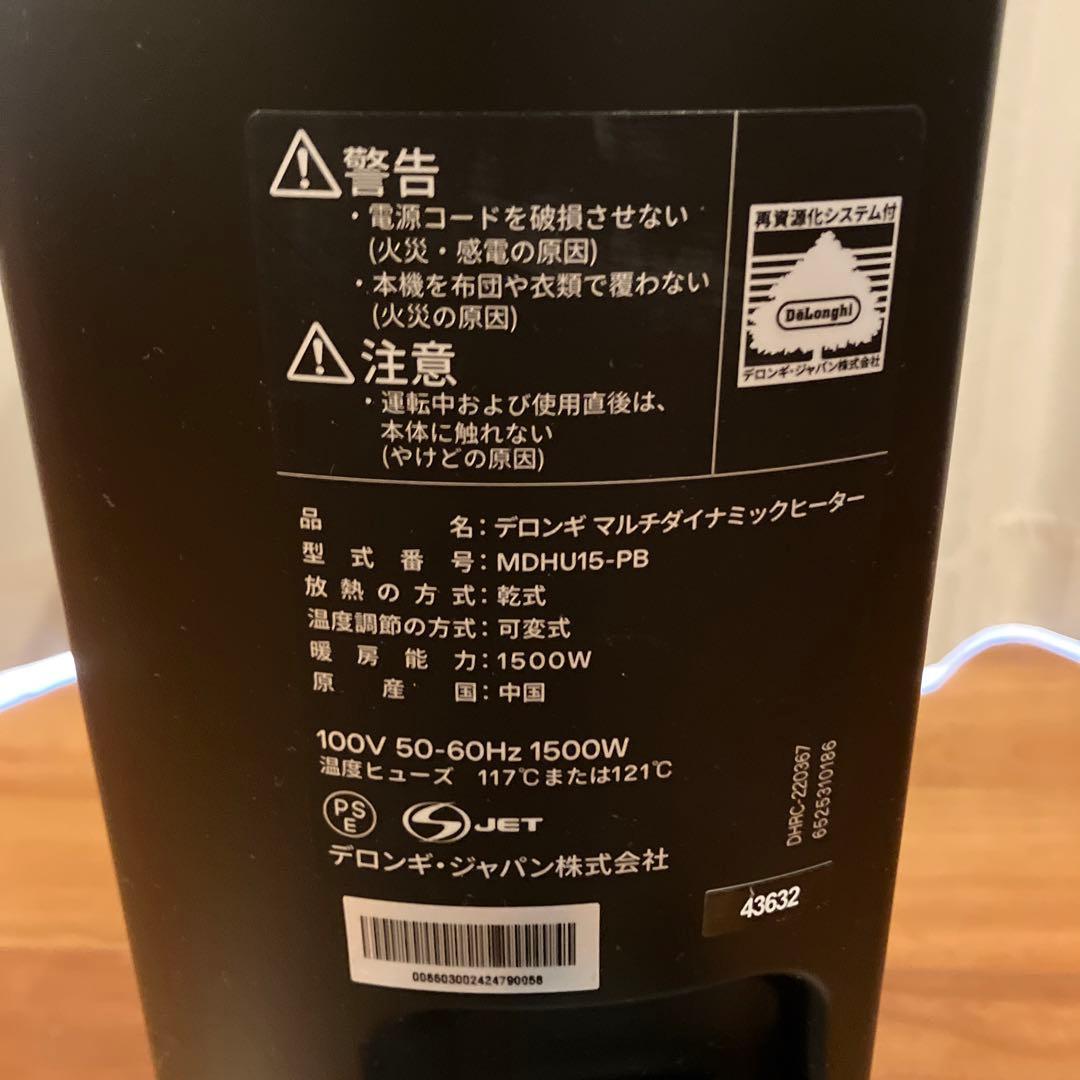 警告
・電源コードを破損させない
(火災・感電の原因)
・本機を布団や衣類で覆わない
(火災の原因)
注意
・運転中および使用直後は、
本体に触れない
(やけどの原因)
再資源化システム付
DeLonghi
デロンギ・ジャパン株式会社
品名：デロンギ マルチダイナミックヒーター
型式番号：MDHU15-PB
放熱の方式：乾式
温度調節の方式：可変式
暖房能力：1500W
原産国：中国
100V 50-60Hz 1500W
温度ヒューズ 117℃または121℃
PSE
JET
デロンギ・ジャパン株式会社
DHRC-220367
6525310186
43632
008603002424790058